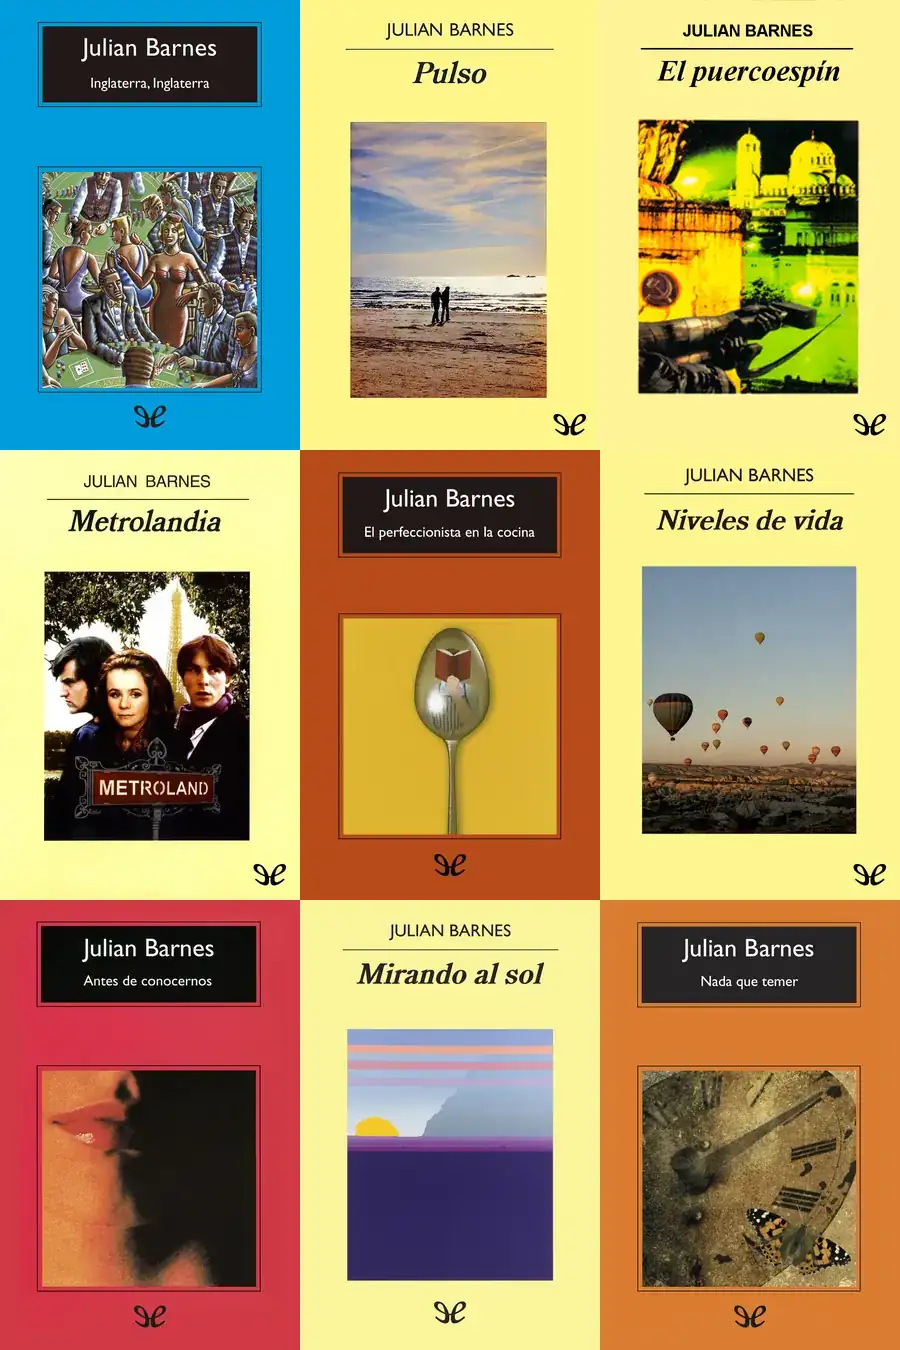 Julian Barnes
Inglaterra, Inglaterra
JULIAN BARNES
Pulso
JULIAN BARNES
El puercoespín
JULIAN BARNES
Metrolandia
METROLAND
Julian Barnes
El perfeccionista en la cocina
JULIAN BARNES
Niveles de vida
Julian Barnes
Antes de conocernos
JULIAN BARNES
Mirando al sol
Julian Barnes
Nada que temer